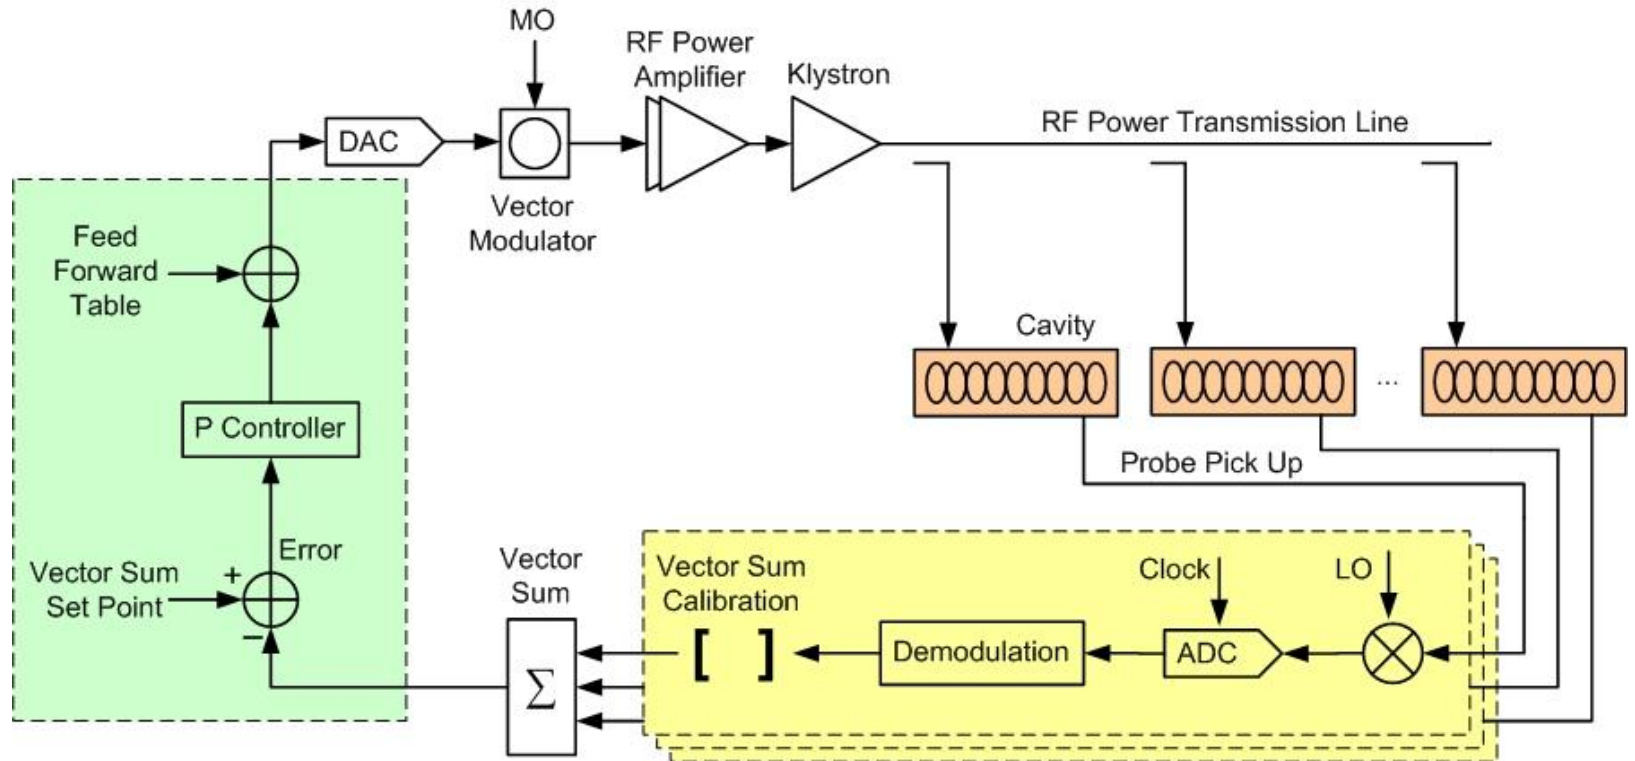 MO
RF Power
Amplifier
Klystron
RF Power Transmission Line
DAC
Vector
Modulator
Feed
Forward
Table
Cavity
...
P Controller
Probe Pick Up
Error
Vector Sum
Set Point
+
−
Vector
Sum
Σ
Vector Sum
Calibration
[ ]
Demodulation
Clock
ADC
LO